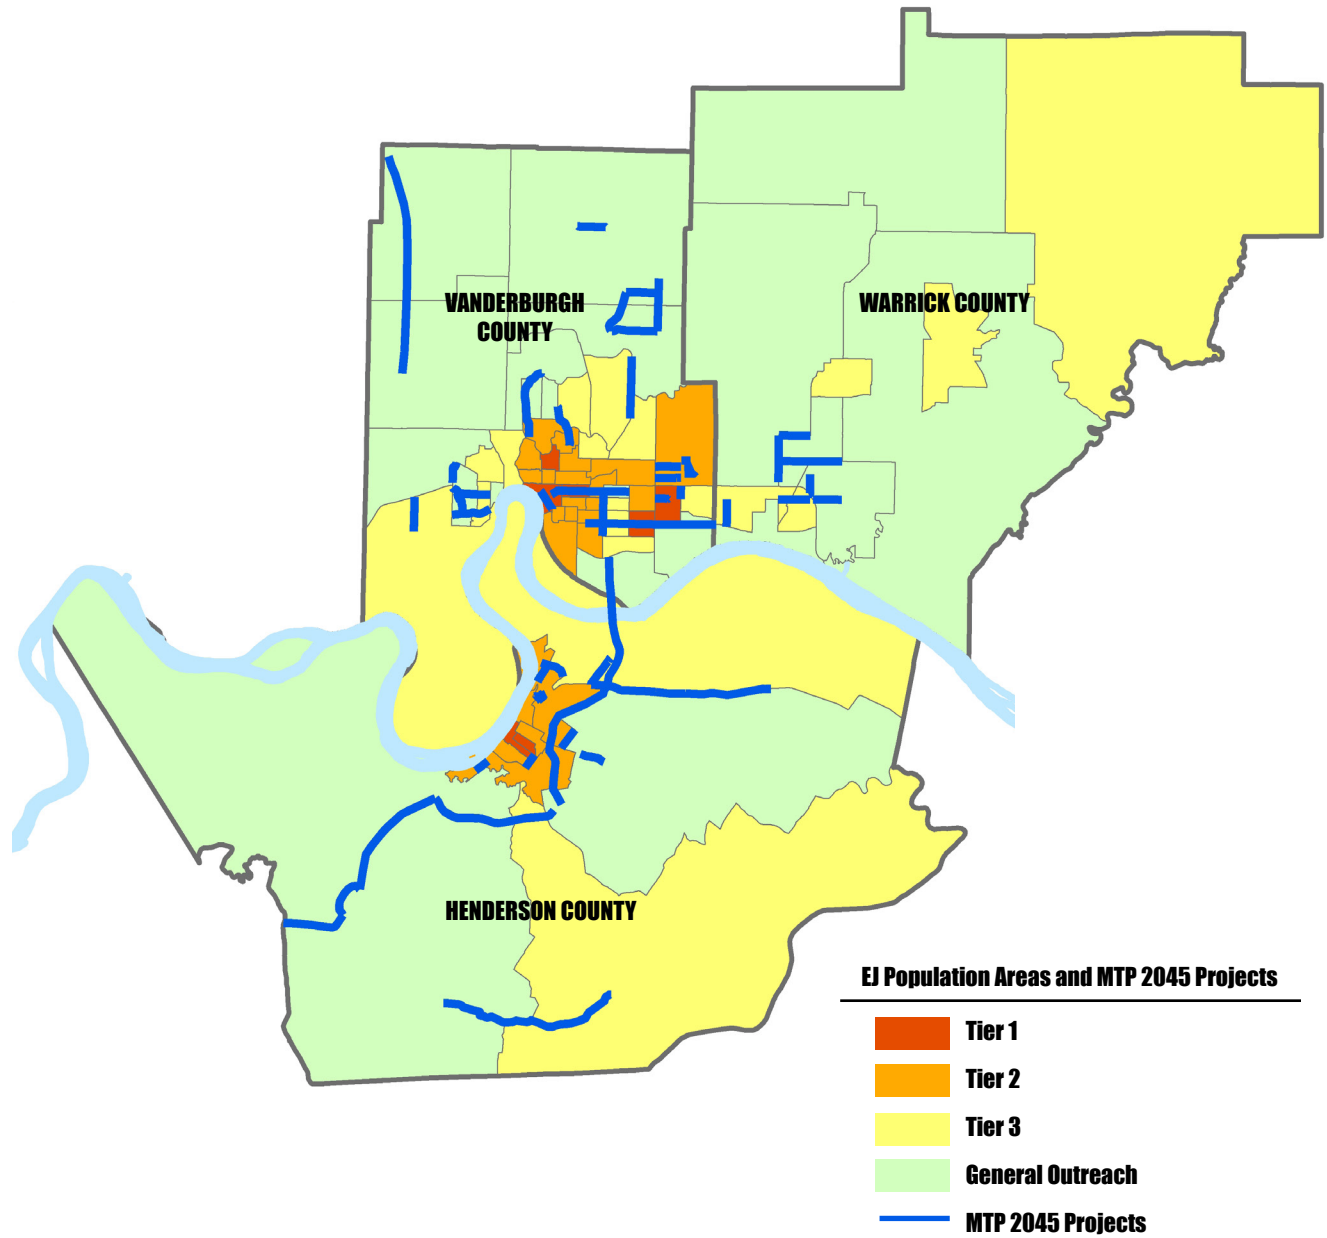 VANDERBURGH
COUNTY
WARRICK COUNTY
HENDERSON COUNTY
EJ Population Areas and MTP 2045 Projects
Tier 1
Tier 2
Tier 3
General Outreach
MTP 2045 Projects